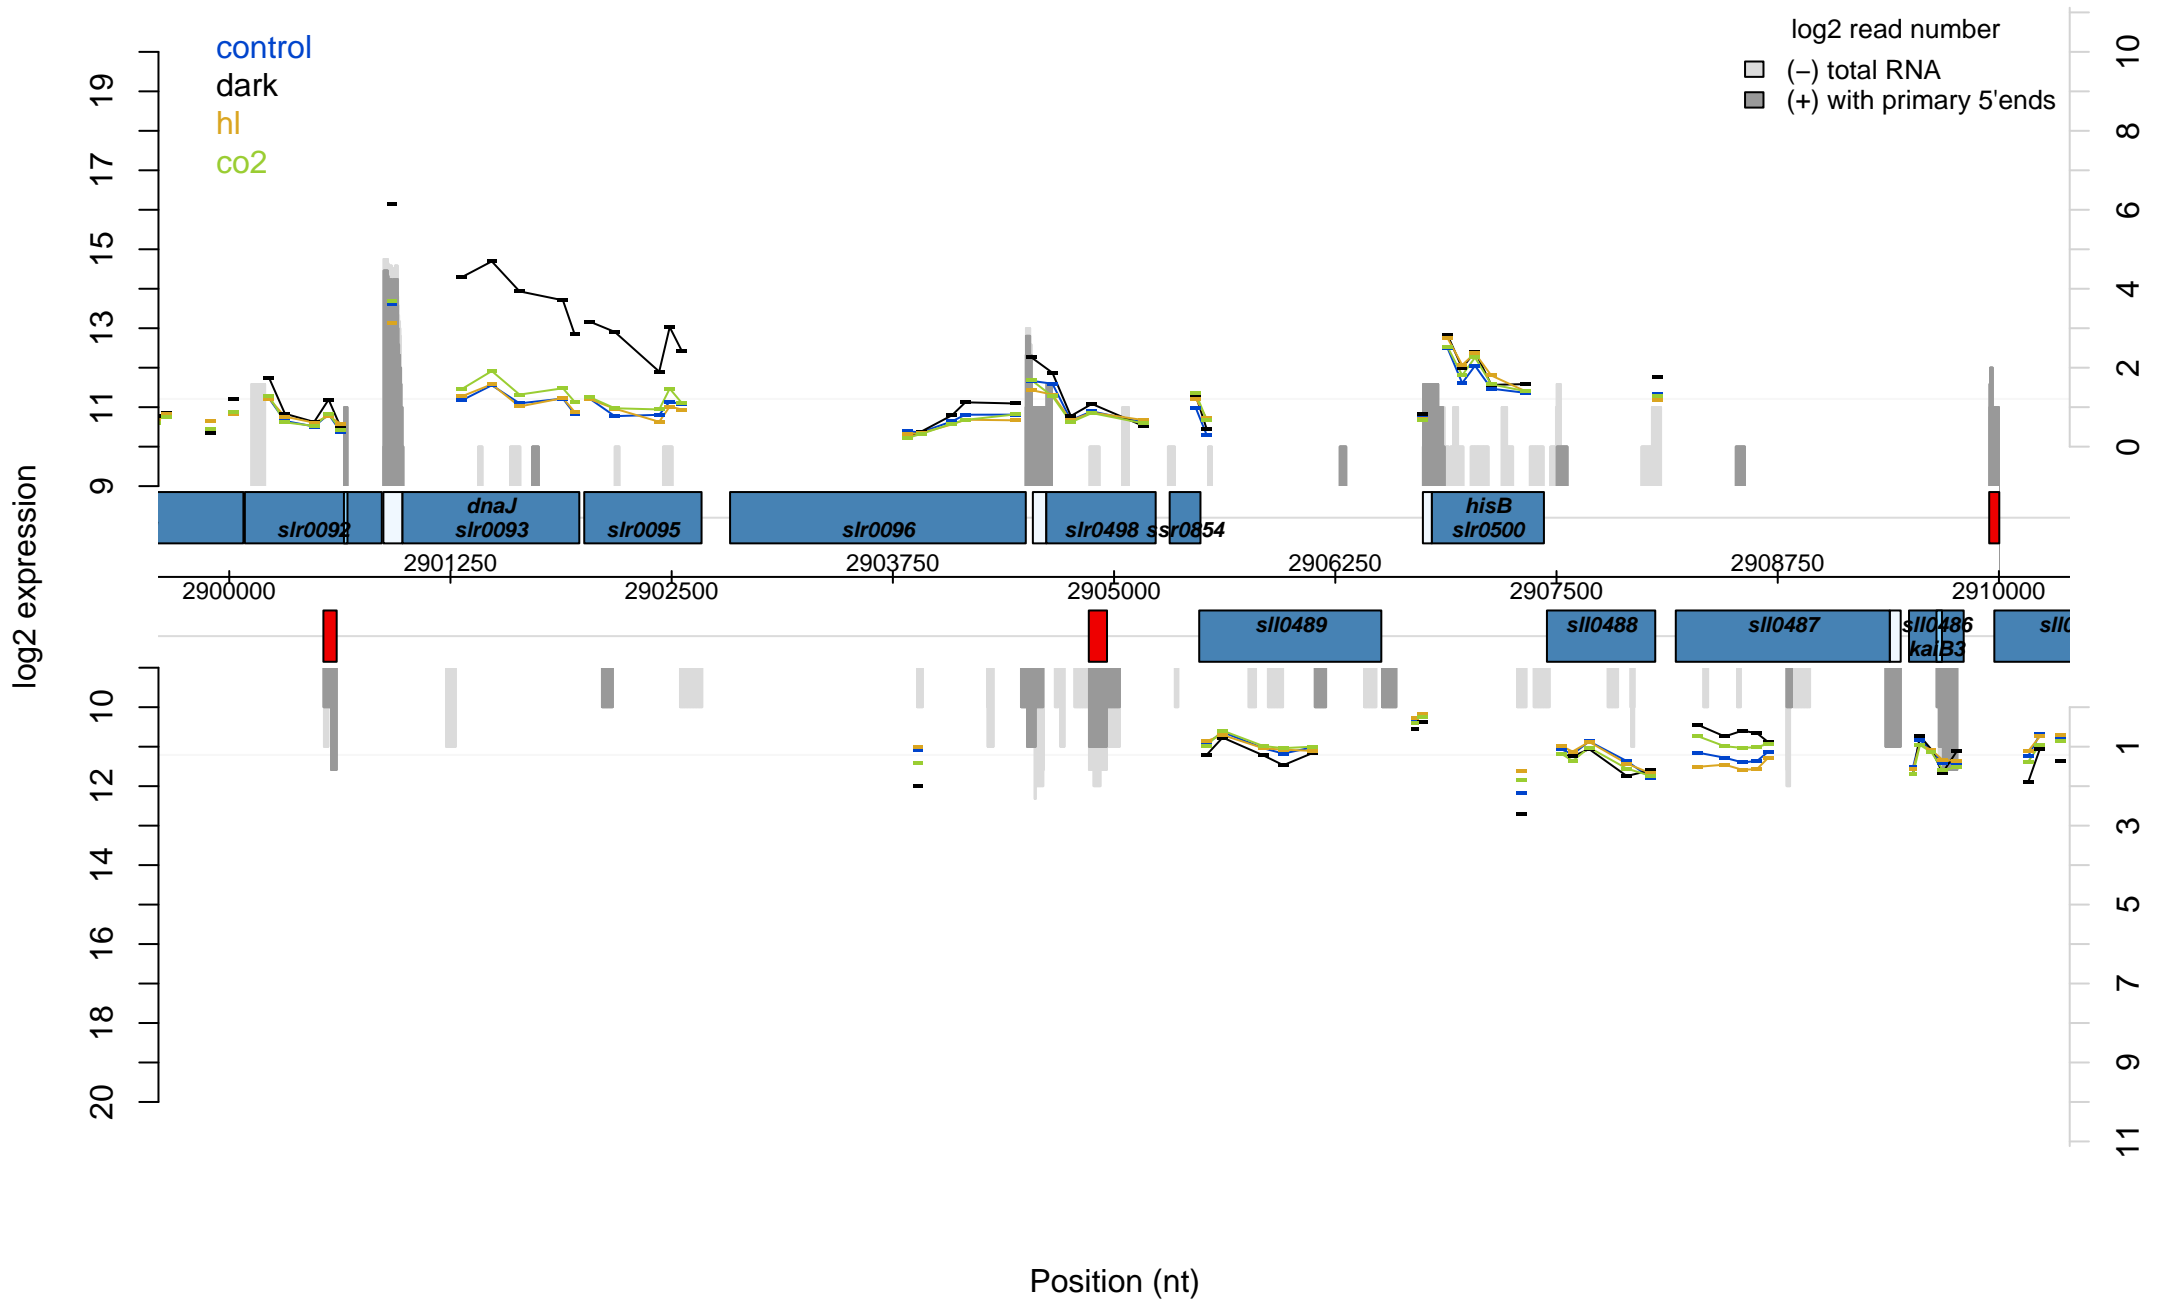 control
dark
hl
co2
log2 read number
(−) total RNA
(+) with primary 5'ends
19
17
15
13
11
9
10
8
6
4
2
0
log2 expression
slr0092
dnaJ
slr0093
slr0095
slr0096
slr0498
ssr0854
hisB
slr0500
2901250
2903750
2906250
2908750
2900000
2902500
2905000
2907500
2910000
sll0489
sll0488
sll0487
sll0486
kaiB3
sll0
10
12
14
16
18
20
1
3
5
7
9
11
Position (nt)